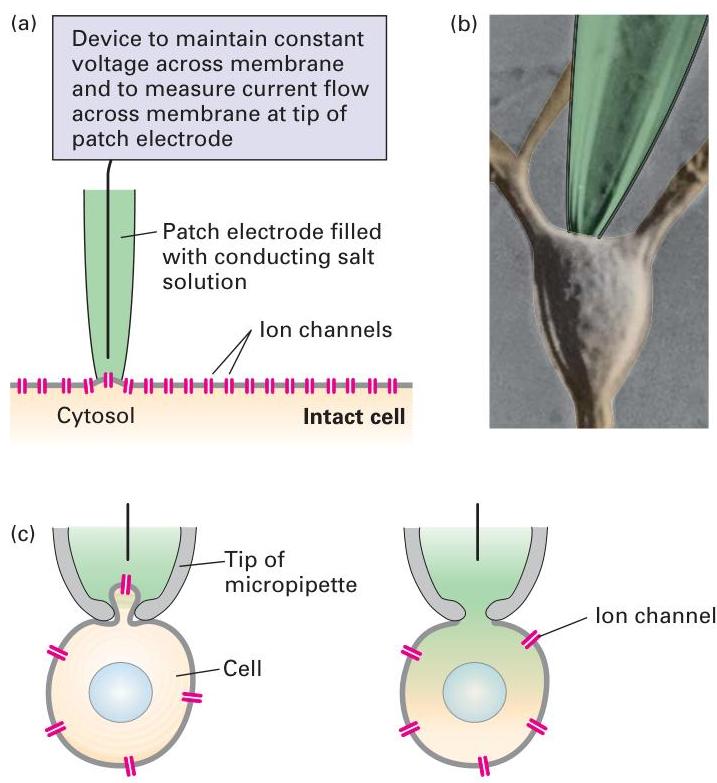 (a)
Device to maintain constant
voltage across membrane
and to measure current flow
across membrane at tip of
patch electrode
Patch electrode filled
with conducting salt
solution
Ion channels
Cytosol
Intact cell
(b)
(c)
Tip of
micropipette
Cell
Ion channel